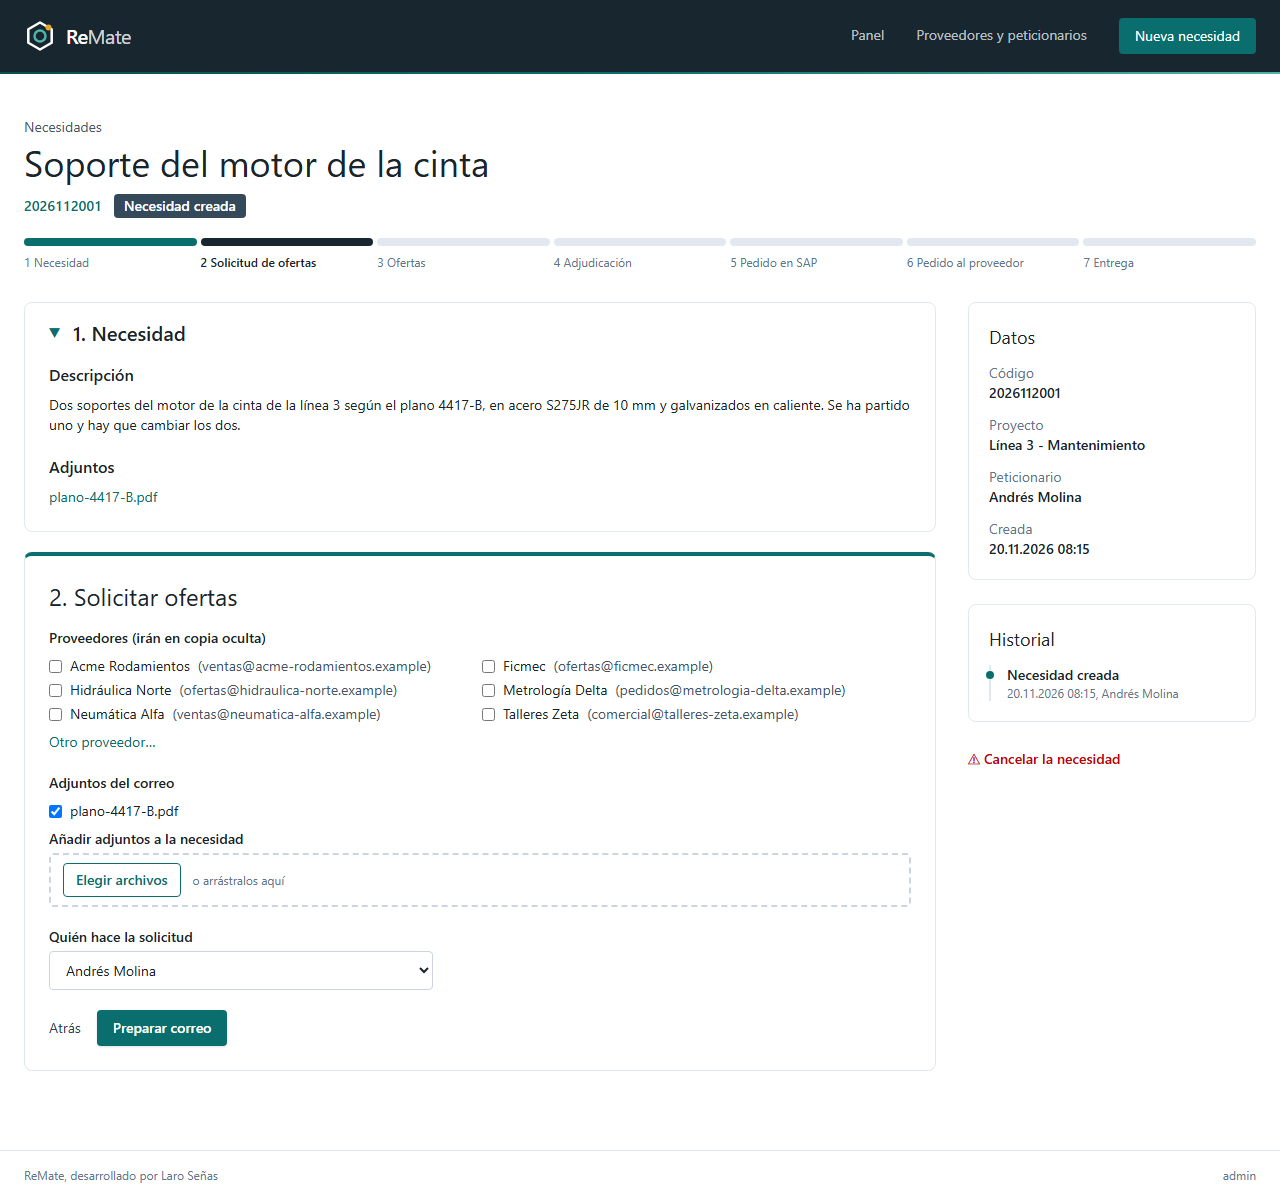 ReMate
Panel
Proveedores y peticionarios
Nueva necesidad
Necesidades
Soporte del motor de la cinta
2026112001
Necesidad creada
1 Necesidad
2 Solicitud de ofertas
3 Ofertas
4 Adjudicación
5 Pedido en SAP
6 Pedido al proveedor
7 Entrega
1. Necesidad
Descripción
Dos soportes del motor de la cinta de la línea 3 según el plano 4417-B, en acero S275JR de 10 mm y galvanizados en caliente. Se ha partido
uno y hay que cambiar los dos.
Adjuntos
plano-4417-B.pdf
2. Solicitar ofertas
Proveedores (irán en copia oculta)
Acme Rodamientos (ventas@acme-rodamientos.example)
Ficmec (ofertas@ficmec.example)
Hidráulica Norte (ofertas@hidraulica-norte.example)
Metrología Delta (pedidos@metrologia-delta.example)
Neumática Alfa (ventas@neumatica-alfa.example)
Talleres Zeta (comercial@talleres-zeta.example)
Otro proveedor...
Adjuntos del correo
plano-4417-B.pdf
Añadir adjuntos a la necesidad
Elegir archivos
o arrástralos aquí
Quién hace la solicitud
Andrés Molina
Atrás
Preparar correo
Datos
Código
2026112001
Proyecto
Línea 3 - Mantenimiento
Peticionario
Andrés Molina
Creada
20.11.2026 08:15
Historial
Necesidad creada
20.11.2026 08:15, Andrés Molina
⚠ Cancelar la necesidad
ReMate, desarrollado por Laro Señas
admin